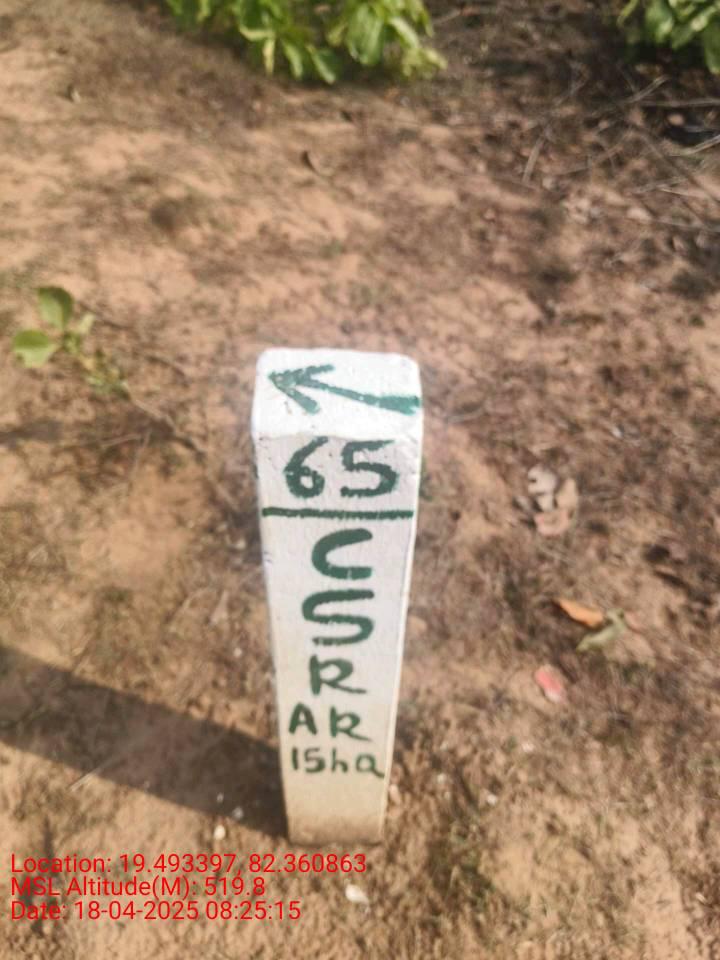 65
C
S
R
AR
15ha
Location: 19.493397, 82.360863
MSL Altitude(M): 519.8
Date: 18-04-2025 08:25:15